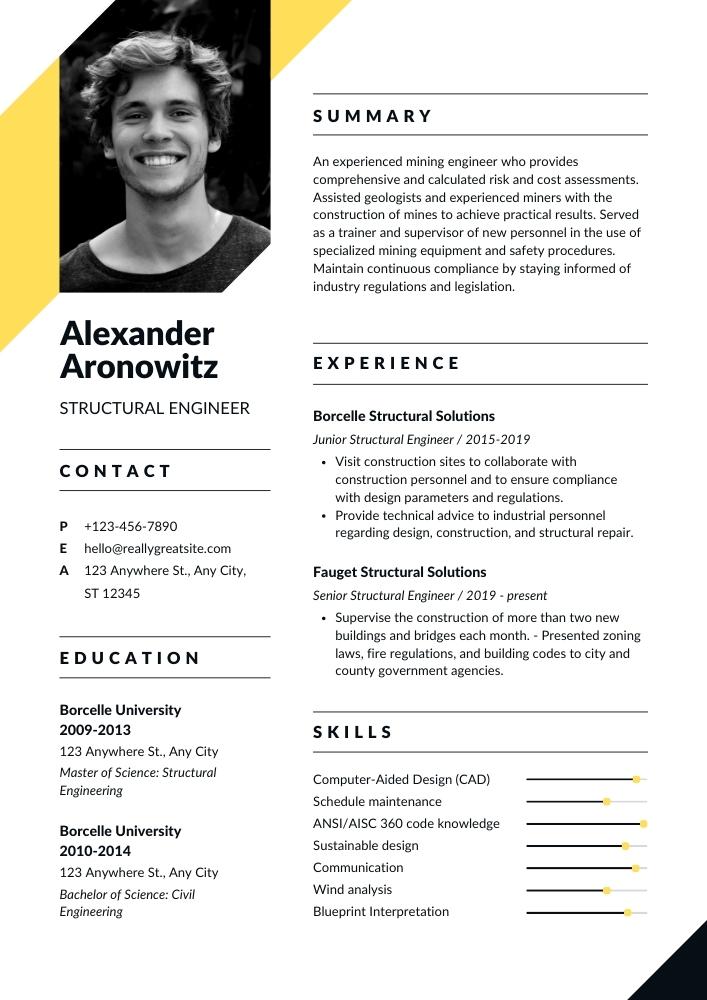 Alexander
Aronowitz
STRUCTURAL ENGINEER
CONTACT
P +123-456-7890
E hello@reallygreatsite.com
A 123 Anywhere St., Any City,
ST 12345
EDUCATION
Borcelle University
2009-2013
123 Anywhere St., Any City
Master of Science: Structural
Engineering
Borcelle University
2010-2014
123 Anywhere St., Any City
Bachelor of Science: Civil
Engineering
SUMMARY
An experienced mining engineer who provides
comprehensive and calculated risk and cost assessments.
Assisted geologists and experienced miners with the
construction of mines to achieve practical results. Served
as a trainer and supervisor of new personnel in the use of
specialized mining equipment and safety procedures.
Maintain continuous compliance by staying informed of
industry regulations and legislation.
EXPERIENCE
Borcelle Structural Solutions
Junior Structural Engineer / 2015-2019
• Visit construction sites to collaborate with
construction personnel and to ensure compliance
with design parameters and regulations.
• Provide technical advice to industrial personnel
regarding design, construction, and structural repair.
Fauget Structural Solutions
Senior Structural Engineer / 2019 - present
• Supervise the construction of more than two new
buildings and bridges each month. - Presented zoning
laws, fire regulations, and building codes to city and
county government agencies.
SKILLS
Computer-Aided Design (CAD)
Schedule maintenance
ANSI/AISC 360 code knowledge
Sustainable design
Communication
Wind analysis
Blueprint Interpretation